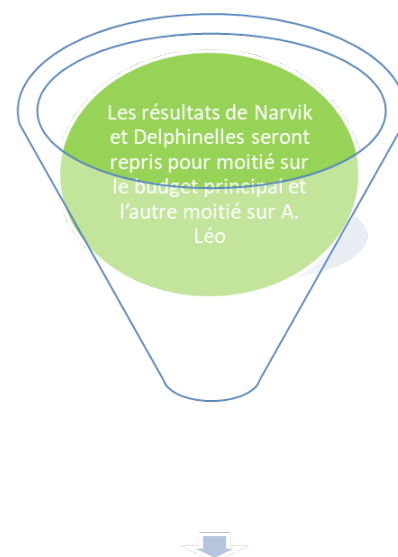 Les résultats de Narvik
et Delphinelles seront
repris pour moitié sur
le budget principal et
l’autre moitié sur A.
Léo